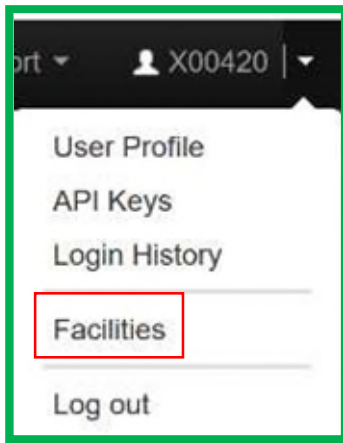 ort X00420
User Profile
API Keys
Login History
Facilities
Log out